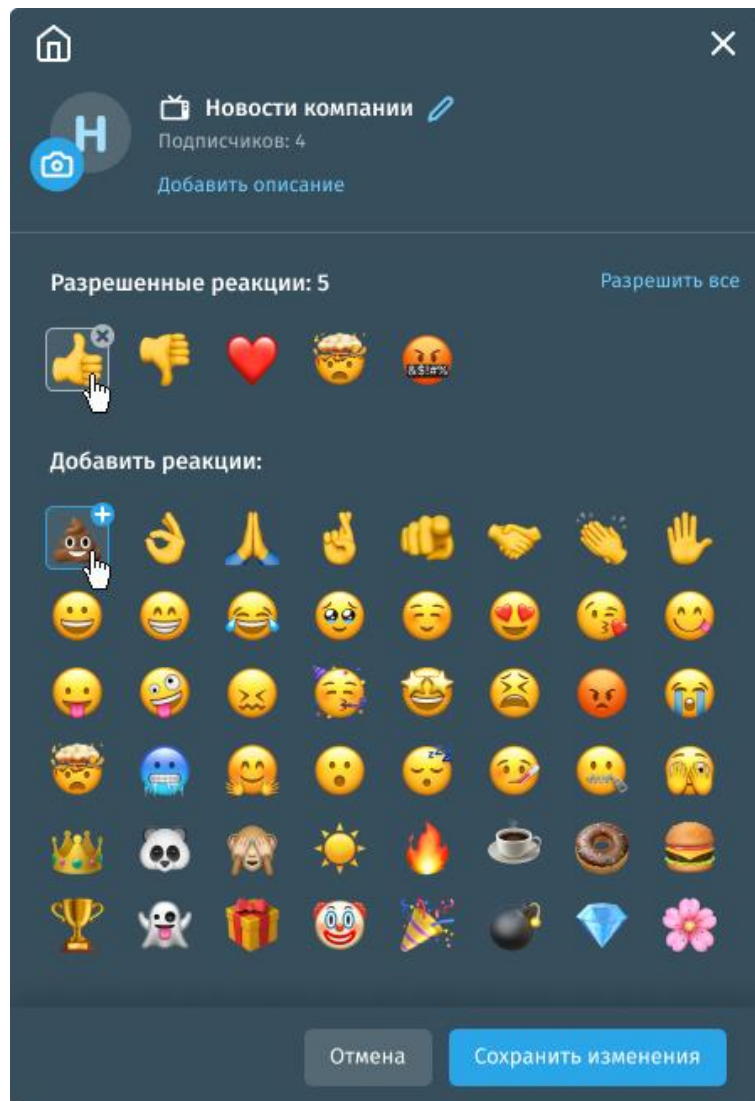 Новости компании
Н
Подписчиков: 4
Добавить описание
Разрешенные реакции: 5
Разрешить все
&$!#%
Добавить реакции:
Отмена
Сохранить изменения